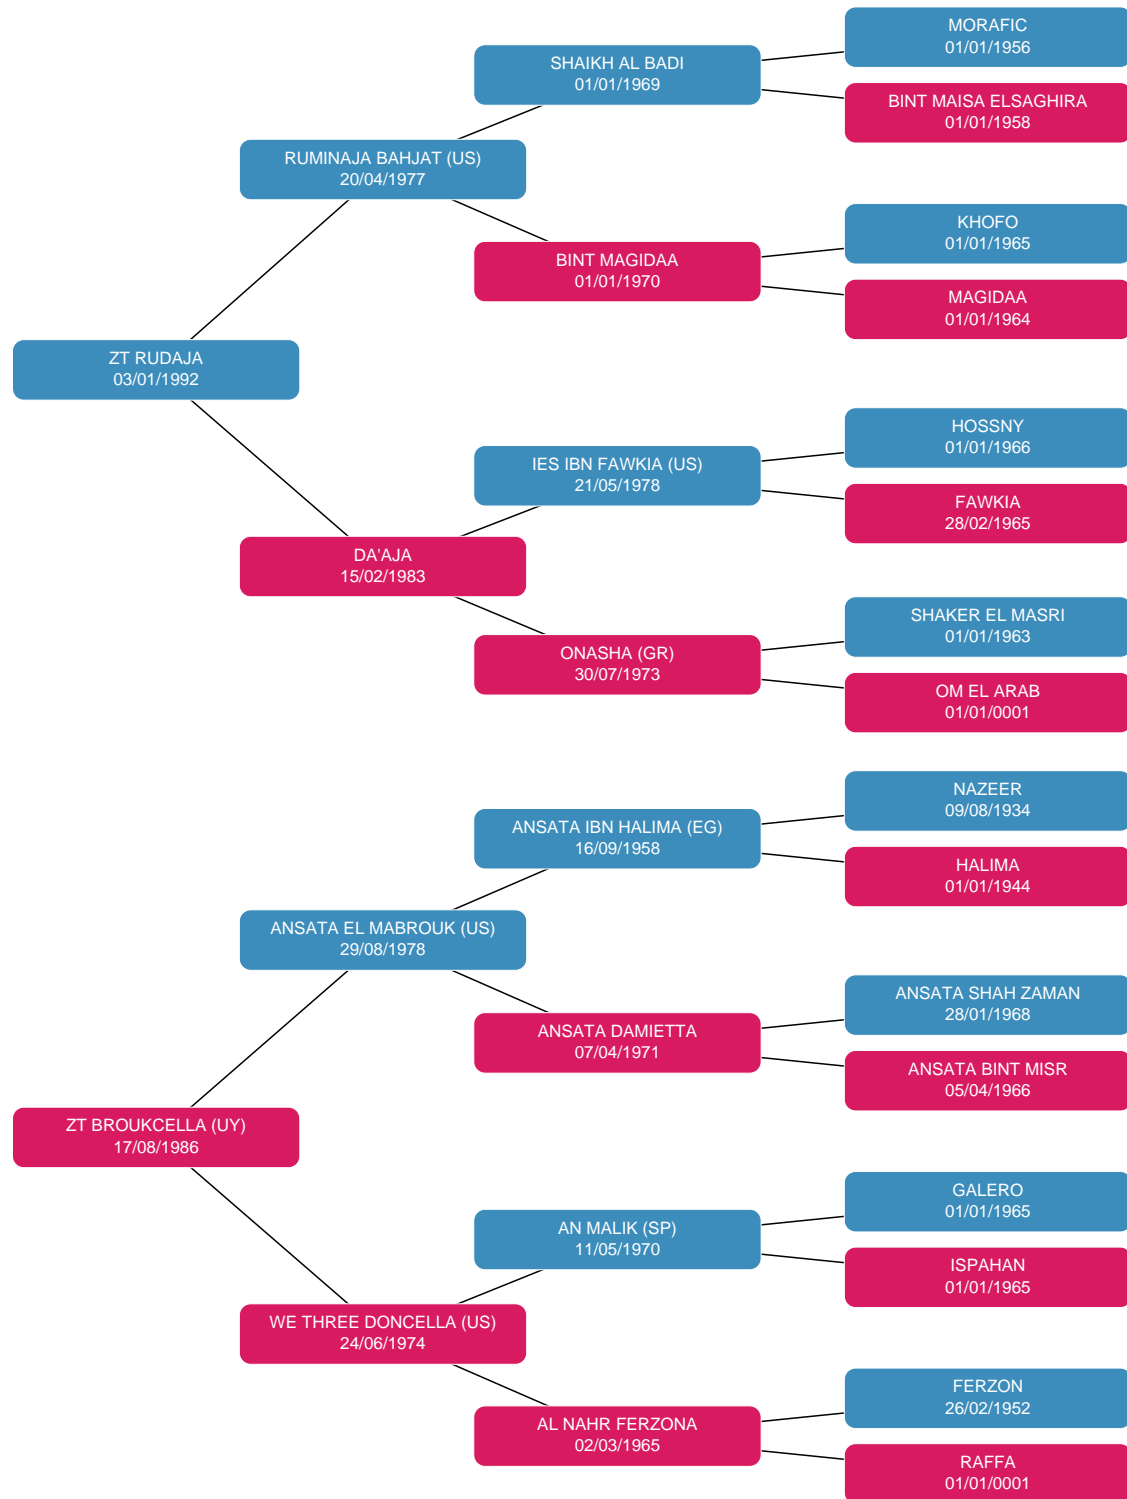 MORAFIC
01/01/1956
SHAIKH AL BADI
01/01/1969
BINT MAISA ELSAGHIRA
01/01/1958
RUMINAJA BAHJAT (US)
20/04/1977
KHOFO
01/01/1965
BINT MAGIDAA
01/01/1970
MAGIDAA
01/01/1964
ZT RUDAJA
03/01/1992
HOSSNY
01/01/1966
IES IBN FAWKIA (US)
21/05/1978
FAWKIA
28/02/1965
DA'AJA
15/02/1983
SHAKER EL MASRI
01/01/1963
ONASHA (GR)
30/07/1973
OM EL ARAB
01/01/0001
NAZEER
09/08/1934
ANSATA IBN HALIMA (EG)
16/09/1958
HALIMA
01/01/1944
ANSATA EL MABROUK (US)
29/08/1978
ANSATA SHAH ZAMAN
28/01/1968
ANSATA DAMIETTA
07/04/1971
ANSATA BINT MISR
05/04/1966
ZT BROUKCELLA (UY)
17/08/1986
GALERO
01/01/1965
AN MALIK (SP)
11/05/1970
ISPAHAN
01/01/1965
WE THREE DONCELLA (US)
24/06/1974
FERZON
26/02/1952
AL NAHR FERZONA
02/03/1965
RAFFA
01/01/0001